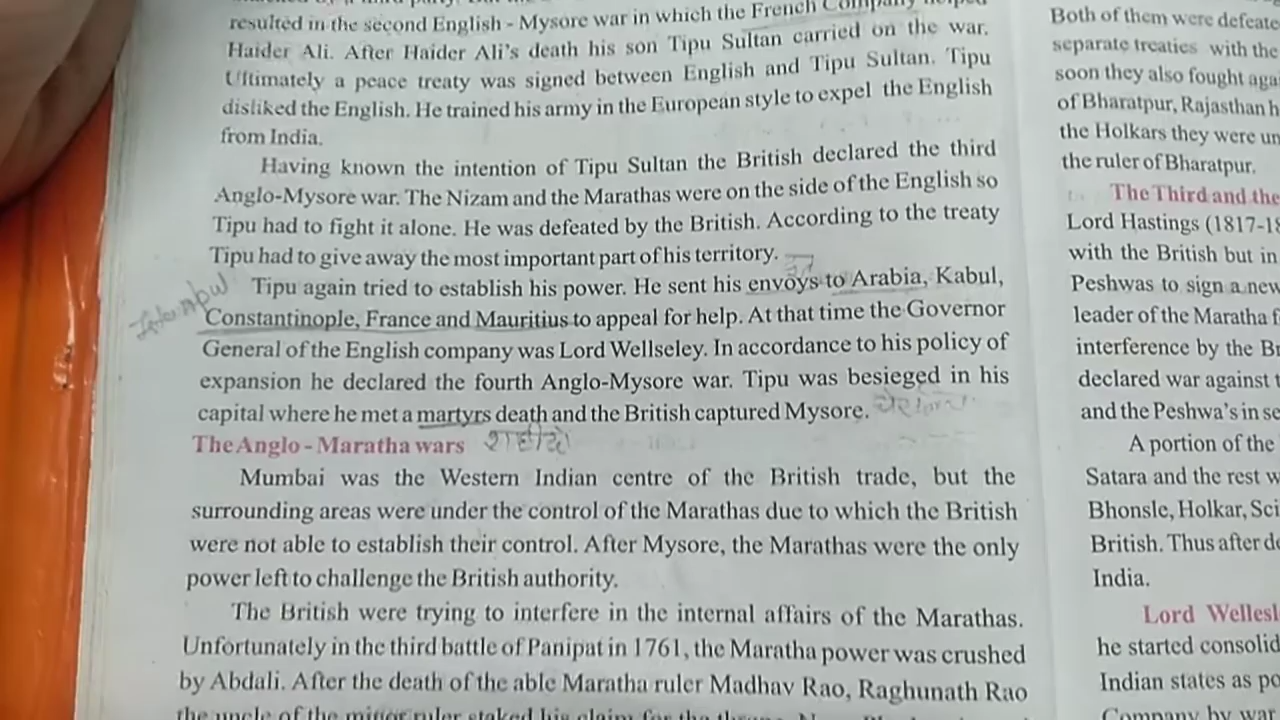 resulted in the second English - Mysore war in which the French Company helped
Haider Ali. After Haider Ali's death his son Tipu Sultan carried on the war.
Ultimately a peace treaty was signed between English and Tipu Sultan. Tipu
disliked the English. He trained his army in the European style to expel the English
from India.
Having known the intention of Tipu Sultan the British declared the third
Anglo-Mysore war. The Nizam and the Marathas were on the side of the English so
Tipu had to fight it alone. He was defeated by the British. According to the treaty
Tipu had to give away the most important part of his territory.
Tipu again tried to establish his power. He sent his envoys to Arabia, Kabul,
Constantinople, France and Mauritius to appeal for help. At that time the Governor
General of the English company was Lord Wellseley. In accordance to his policy of
expansion he declared the fourth Anglo-Mysore war. Tipu was besieged in his
capital where he met a martyrs death and the British captured Mysore.
The Anglo - Maratha wars
Mumbai was the Western Indian centre of the British trade, but the
surrounding areas were under the control of the Marathas due to which the British
were not able to establish their control. After Mysore, the Marathas were the only
power left to challenge the British authority.
The British were trying to interfere in the internal affairs of the Marathas.
Unfortunately in the third battle of Panipat in 1761, the Maratha power was crushed
by Abdali. After the death of the able Maratha ruler Madhav Rao, Raghunath Rao
the uncle of the minor ruler staked his claim for the throne.
Both of them were defeate
separate treaties with the
soon they also fought aga
of Bharatpur, Rajasthan h
the Holkars they were un
the ruler of Bharatpur.
The Third and the
Lord Hastings (1817-18
with the British but in
Peshwas to sign a new
leader of the Maratha f
interference by the Br
declared war against t
and the Peshwa's in se
A portion of the
Satara and the rest w
Bhonsle, Holkar, Sci
British. Thus after de
India.
Lord Wellesl
he started consolid
Indian states as po
Company by war